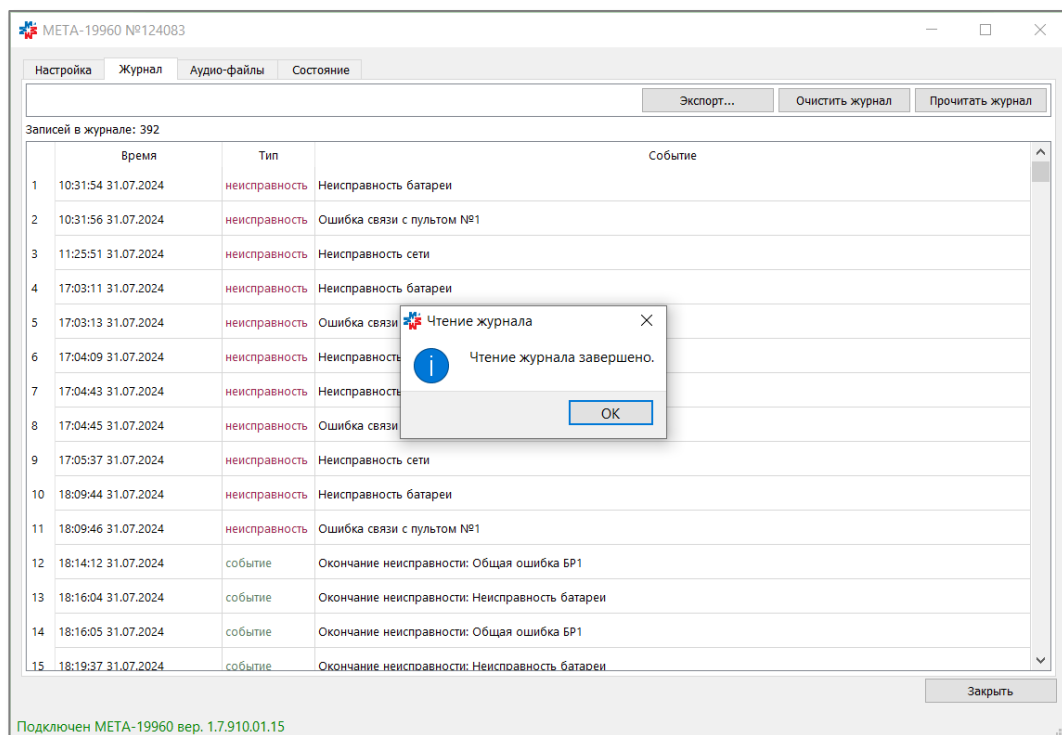 МЕТА-19960 №124083
Настройка Журнал Аудио-файлы Состояние
Экспорт... Очистить журнал Прочитать журнал
Записей в журнале: 392
Время Тип Событие
1 10:31:54 31.07.2024 неисправность Неисправность батареи
2 10:31:56 31.07.2024 неисправность Ошибка связи с пультом №1
3 11:25:51 31.07.2024 неисправность Неисправность сети
4 17:03:11 31.07.2024 неисправность Неисправность батареи
5 17:03:13 31.07.2024 неисправность Ошибка связи
Чтение журнала
6 17:04:09 31.07.2024 неисправность Неисправность
Чтение журнала завершено.
7 17:04:43 31.07.2024 неисправность Неисправность
OK
8 17:04:45 31.07.2024 неисправность Ошибка связи
9 17:05:37 31.07.2024 неисправность Неисправность сети
10 18:09:44 31.07.2024 неисправность Неисправность батареи
11 18:09:46 31.07.2024 неисправность Ошибка связи с пультом №1
12 18:14:12 31.07.2024 событие Окончание неисправности: Общая ошибка БР1
13 18:16:04 31.07.2024 событие Окончание неисправности: Неисправность батареи
14 18:16:05 31.07.2024 событие Окончание неисправности: Общая ошибка БР1
15 18:19:37 31.07.2024 событие Окончание неисправности: Неисправность батареи
Закрыть
Подключен МЕТА-19960 вер. 1.7.910.01.15